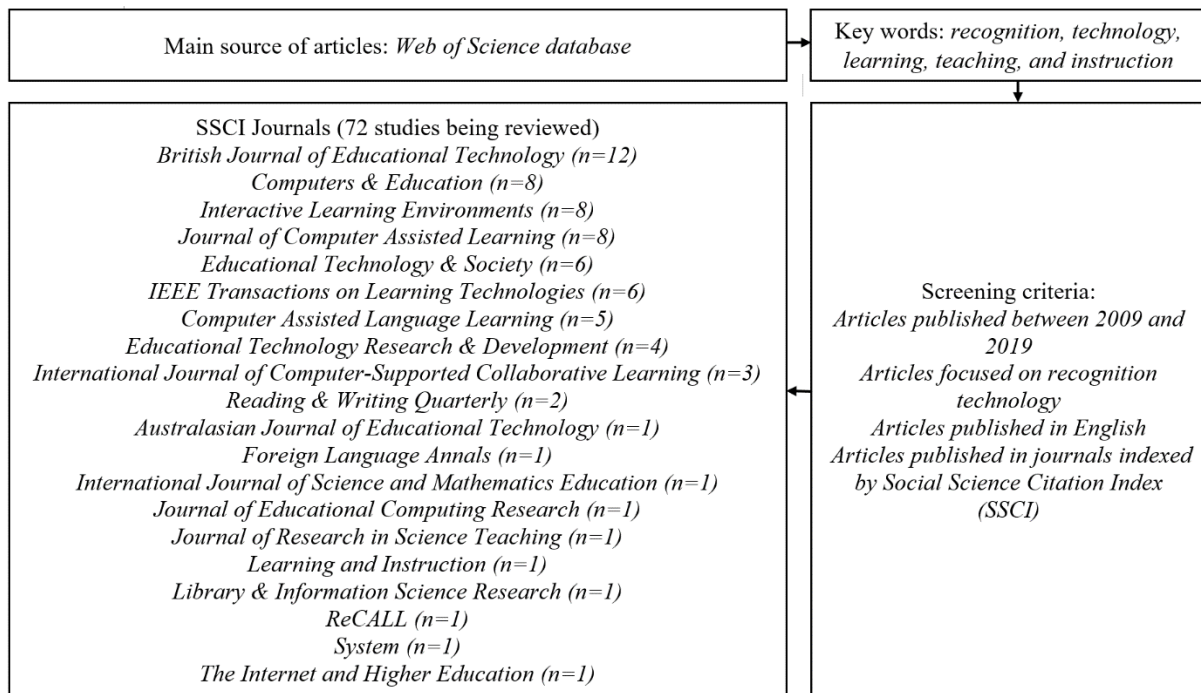 Main source of articles: Web of Science database
Key words: recognition, technology,
learning, teaching, and instruction
Screening criteria:
Articles published between 2009 and
2019
Articles focused on recognition
technology
Articles published in English
Articles published in journals indexed
by Social Science Citation Index
(SSCI)
SSCI Journals (72 studies being reviewed)
British Journal of Educational Technology (n=12)
Computers & Education (n=8)
Interactive Learning Environments (n=8)
Journal of Computer Assisted Learning (n=8)
Educational Technology & Society (n=6)
IEEE Transactions on Learning Technologies (n=6)
Computer Assisted Language Learning (n=5)
Educational Technology Research & Development (n=4)
International Journal of Computer-Supported Collaborative Learning (n=3)
Reading & Writing Quarterly (n=2)
Australasian Journal of Educational Technology (n=1)
Foreign Language Annals (n=1)
International Journal of Science and Mathematics Education (n=1)
Journal of Educational Computing Research (n=1)
Journal of Research in Science Teaching (n=1)
Learning and Instruction (n=1)
Library & Information Science Research (n=1)
ReCALL (n=1)
System (n=1)
The Internet and Higher Education (n=1)